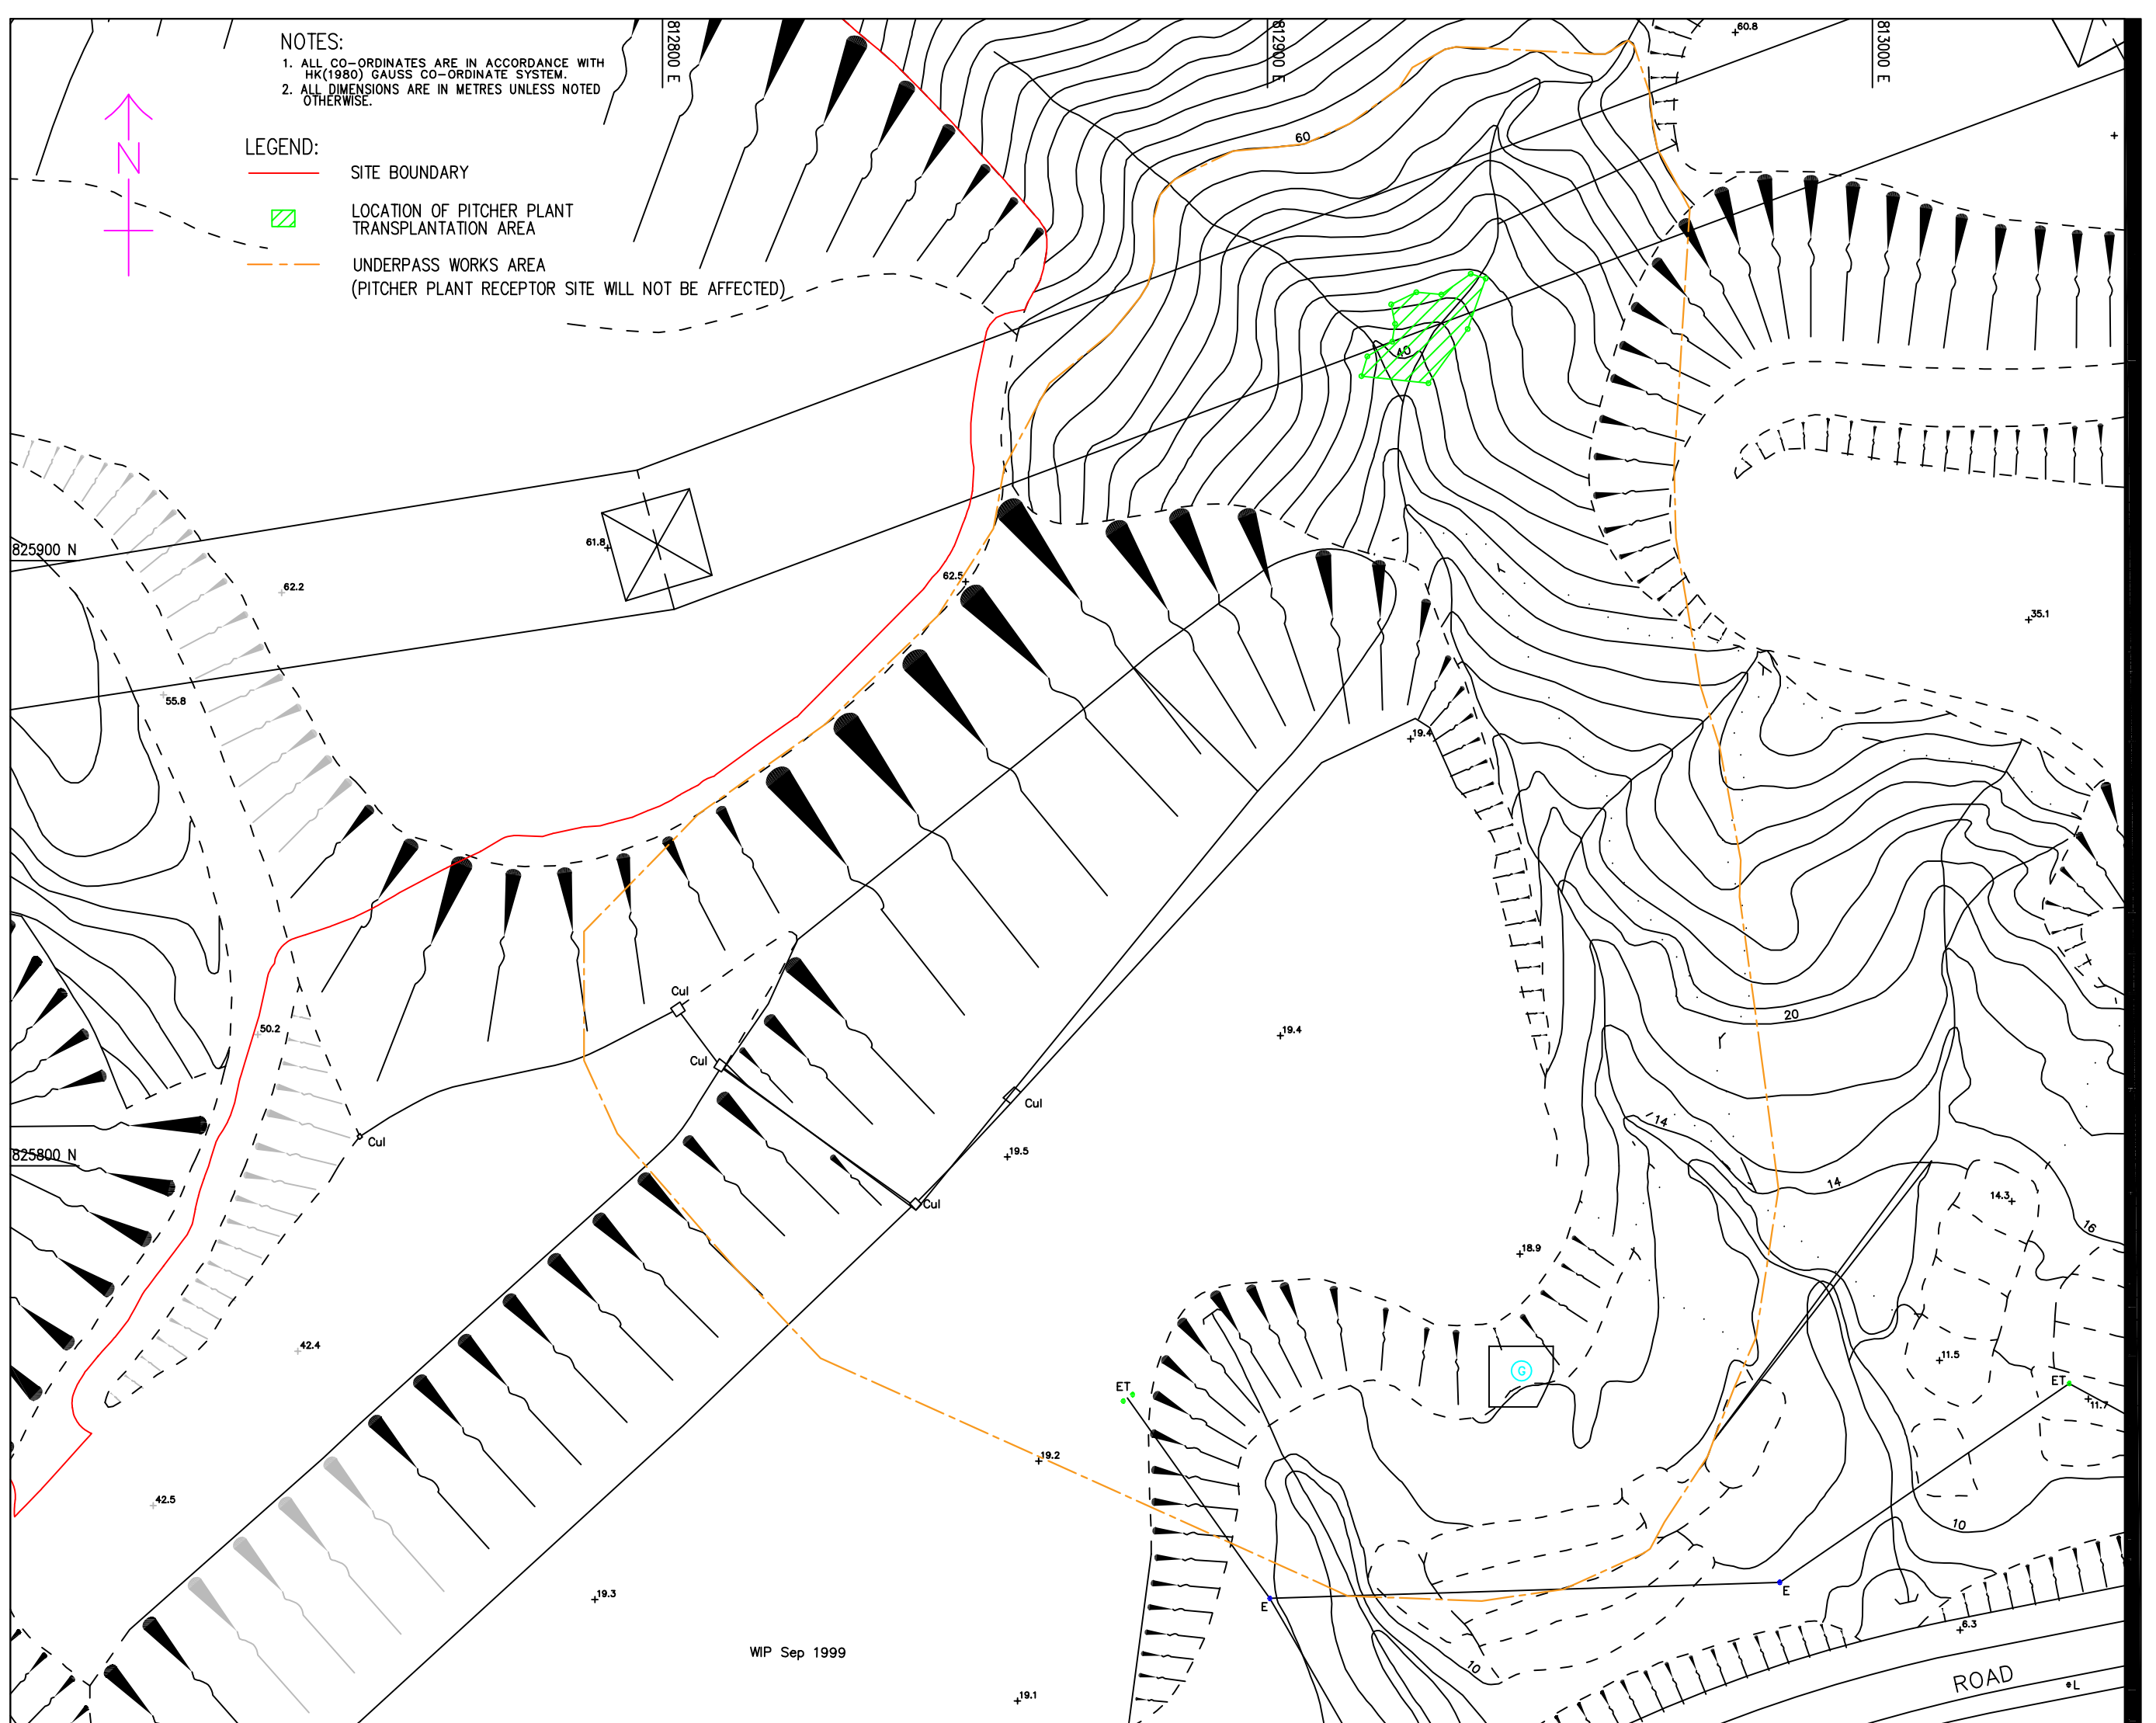 NOTES:
1. ALL CO-ORDINATES ARE IN ACCORDANCE WITH
HK(1980) GAUSS CO-ORDINATE SYSTEM.
2. ALL DIMENSIONS ARE IN METRES UNLESS NOTED
OTHERWISE.
N
LEGEND:
SITE BOUNDARY
LOCATION OF PITCHER PLANT
TRANSPLANTATION AREA
UNDERPASS WORKS AREA
(PITCHER PLANT RECEPTOR SITE WILL NOT BE AFFECTED)
812800 E
812900 E
813000 E
60.8
60
40
825900 N
61.8
62.2
62.5
35.1
55.8
19.4
Cul
20
50.2
19.4
Cul
Cul
14
Cul
825800 N
19.5
14
14.3
Cul
16
18.9
42.4
11.5
G
ET
ET
11.7
19.2
42.5
10
E
19.3
E
6.3
WIP Sep 1999
10
ROAD
L
19.1